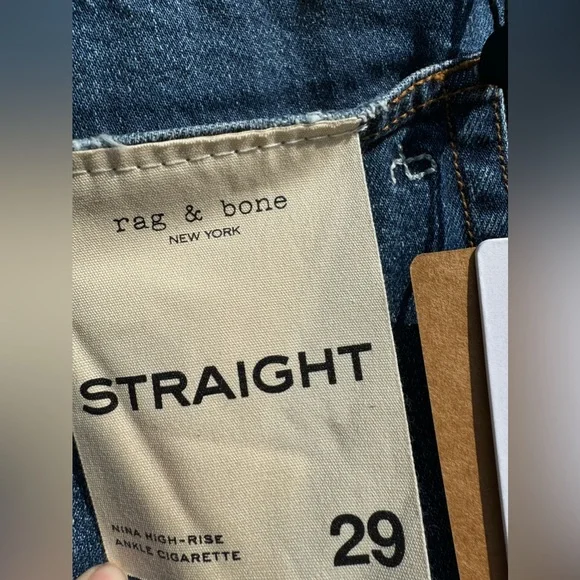 rag & bone
NEW YORK
STRAIGHT
NINA HIGH-RISE
ANKLE CIGARETTE
29